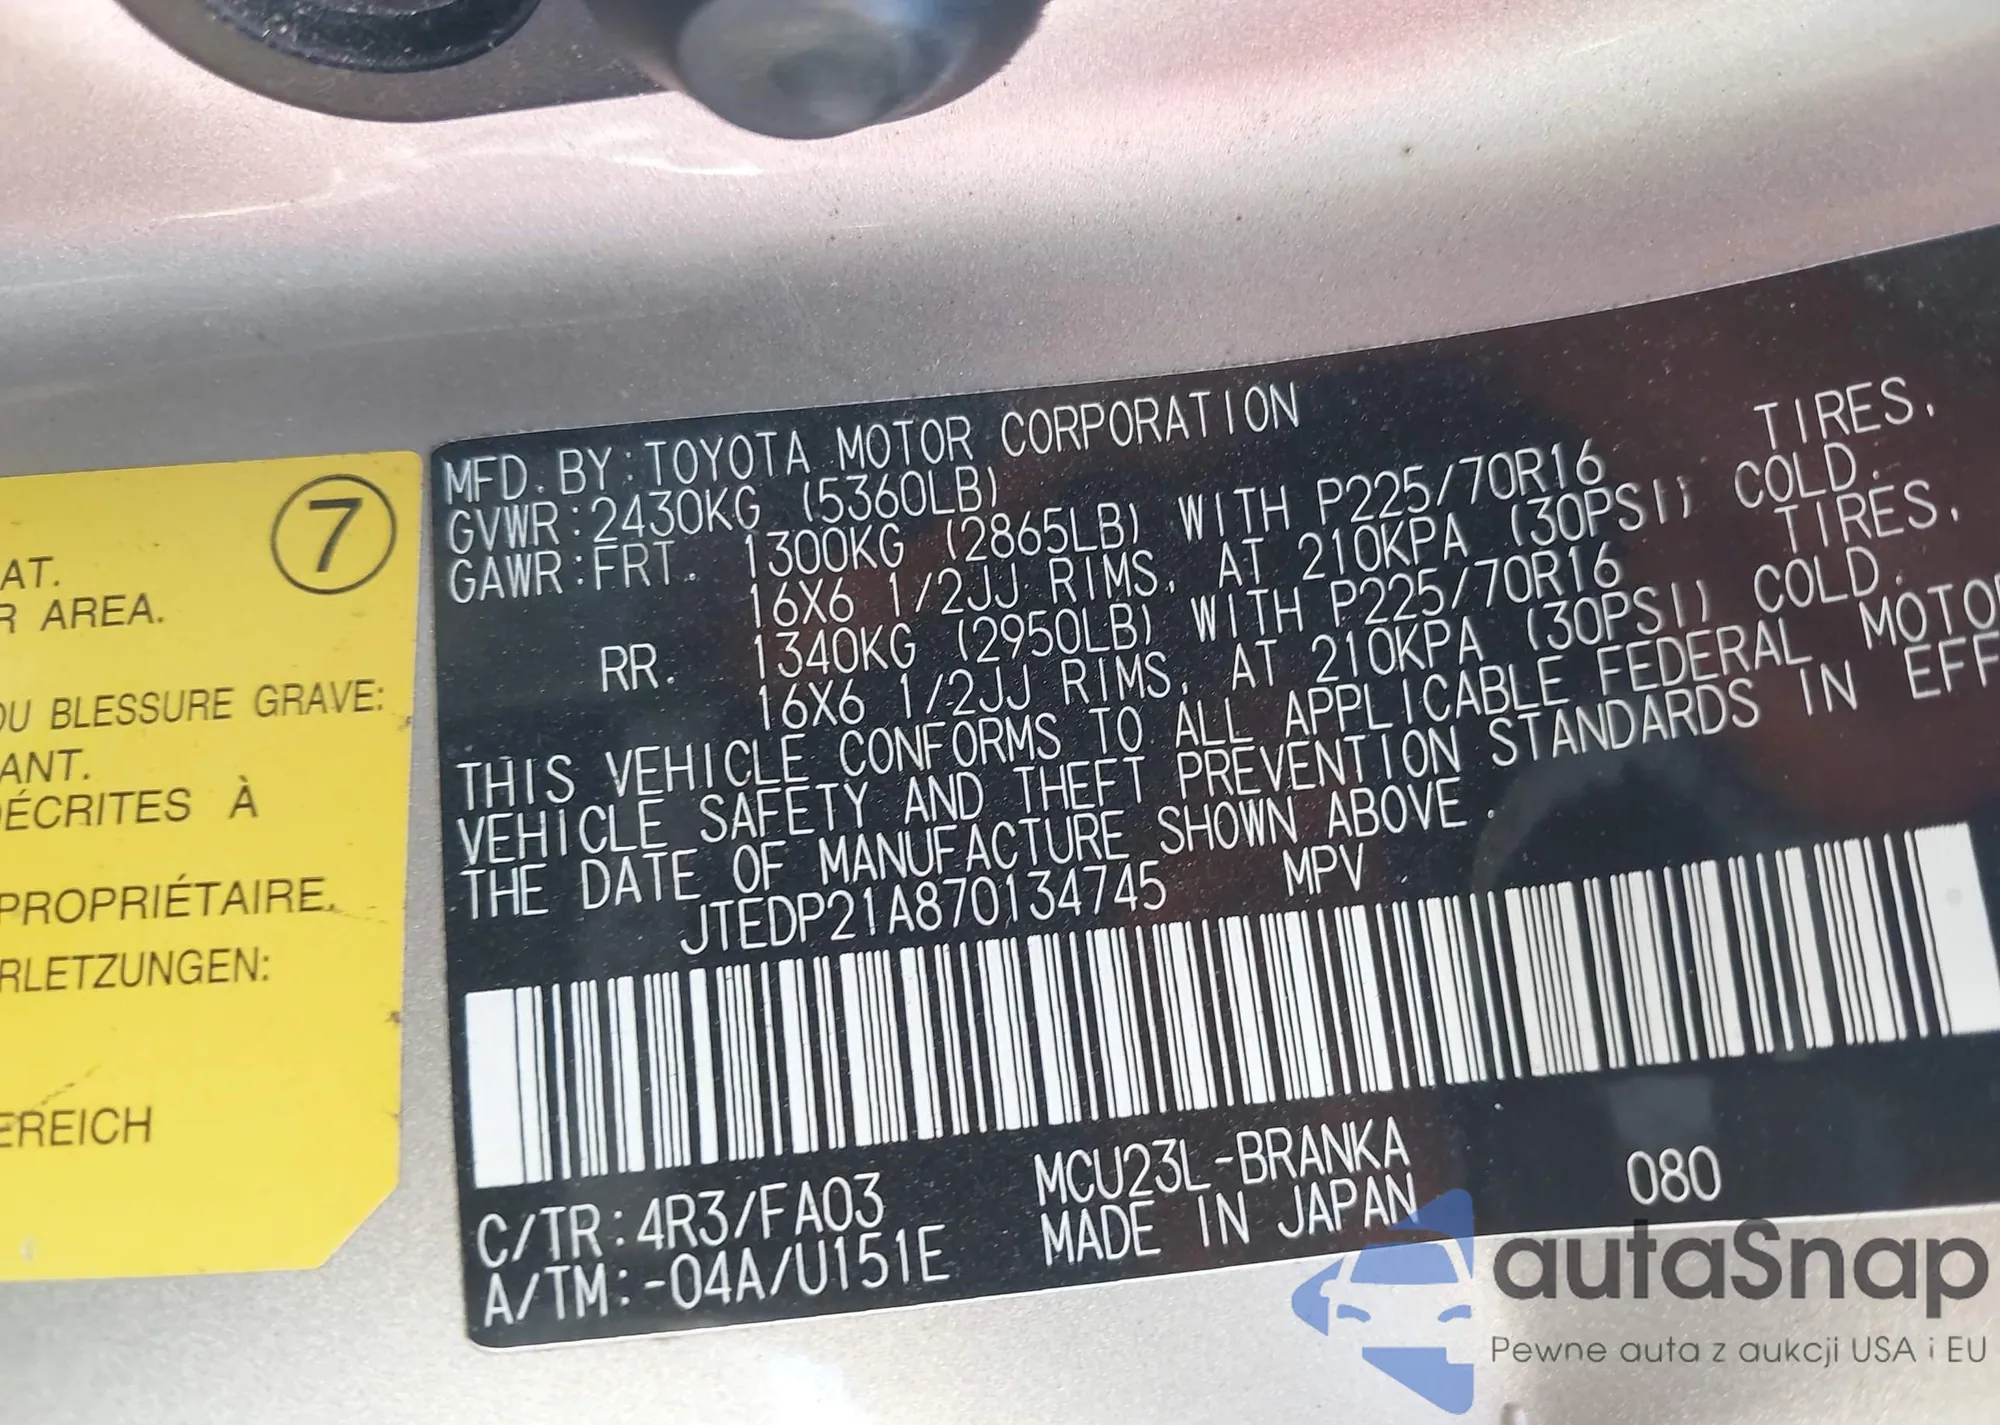 7
AT.
R AREA.
OU BLESSURE GRAVE:
ANT.
DÉCRITES À
PROPRIÉTAIRE.
RLETZUNGEN:
EREICH
MFD. BY:TOYOTA MOTOR CORPORATION
GVWR:2430KG (5360LB)
GAWR:FRT. 1300KG (2865LB) WITH P225/70R16 TIRES,
16X6 1/2JJ RIMS, AT 210KPA (30PSI) COLD.
RR. 1340KG (2950LB) WITH P225/70R16 TIRES,
16X6 1/2JJ RIMS, AT 210KPA (30PSI) COLD.
THIS VEHICLE CONFORMS TO ALL APPLICABLE FEDERAL MOTOR
VEHICLE SAFETY AND THEFT PREVENTION STANDARDS IN EFF
THE DATE OF MANUFACTURE SHOWN ABOVE.
JTEDP21A870134745 MPV
C/TR:4R3/FA03 MCU23L-BRANKA 080
A/TM:-04A/U151E MADE IN JAPAN
autaSnap
Pewne auta z aukcji USA i EU